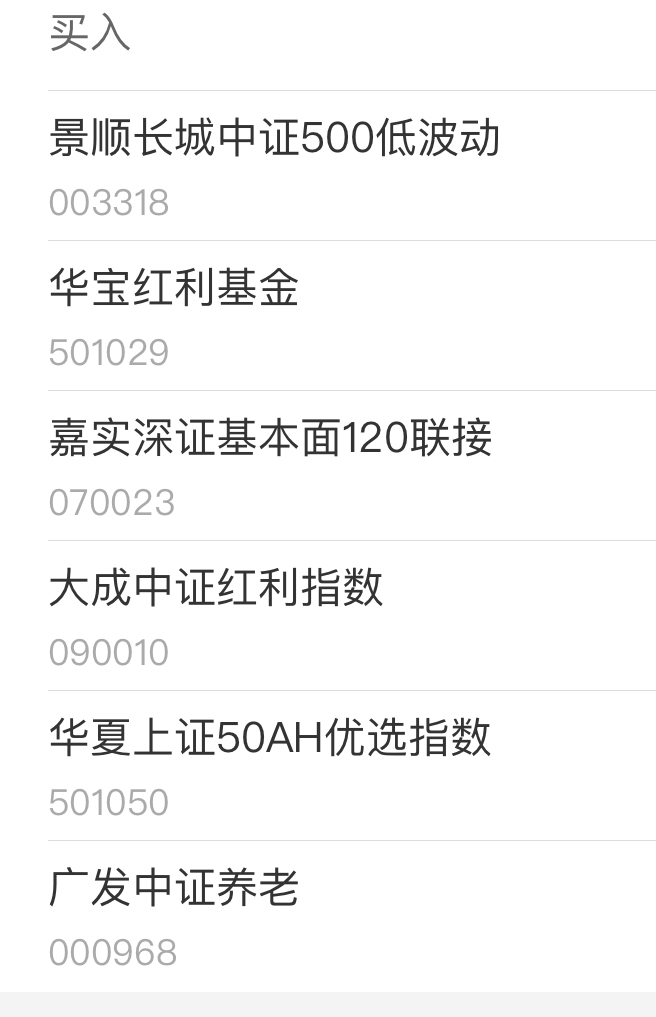 买入
景顺长城中证500低波动
003318
华宝红利基金
501029
嘉实深证基本面120联接
070023
大成中证红利指数
090010
华夏上证50AH优选指数
501050
广发中证养老
000968